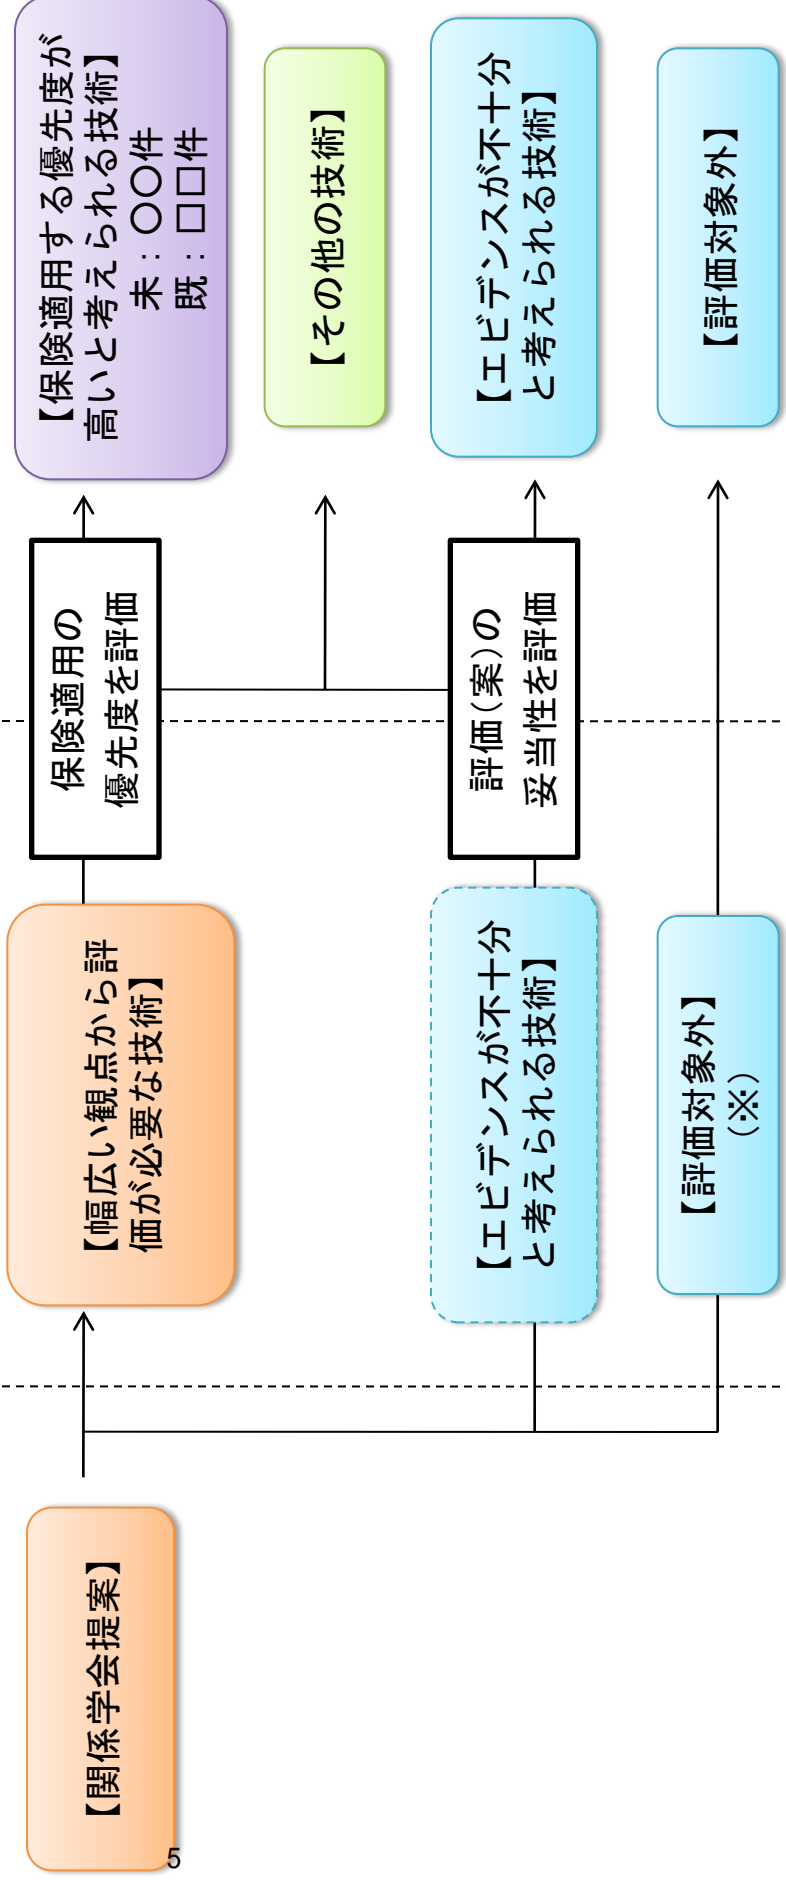 【関係学会提案】
【幅広い観点から評
価が必要な技術】
【エビデンスが不十分
と考えられる技術】
【評価対象外】
（※）
保険適用の
優先度を評価
評価（案）の
妥当性を評価
【保険適用する優先度が
高いと考えられる技術】
未：〇〇件
既：□□件
【その他の技術】
【エビデンスが不十分
と考えられる技術】
【評価対象外】
5